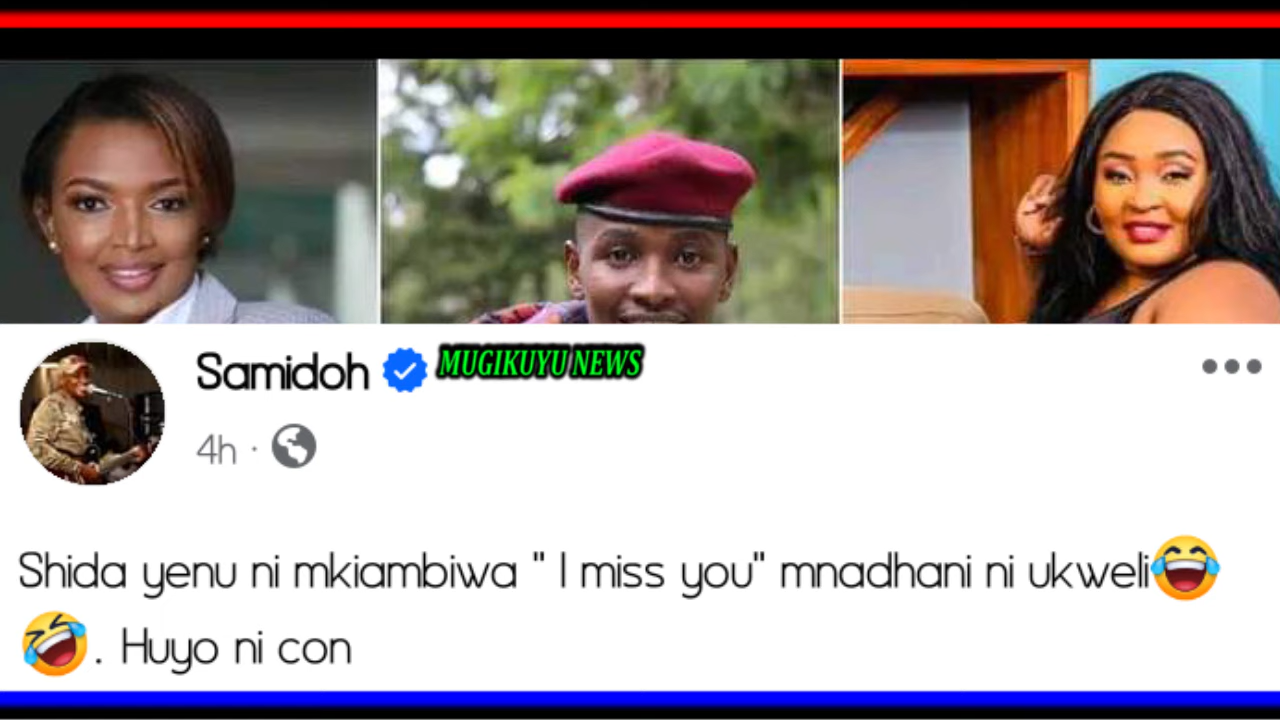 Samidoh MUGIKUYU NEWS
4h ·
Shida yenu ni mkiambiwa " I miss you" mnadhani ni ukweli😂
🤣. Huyo ni con